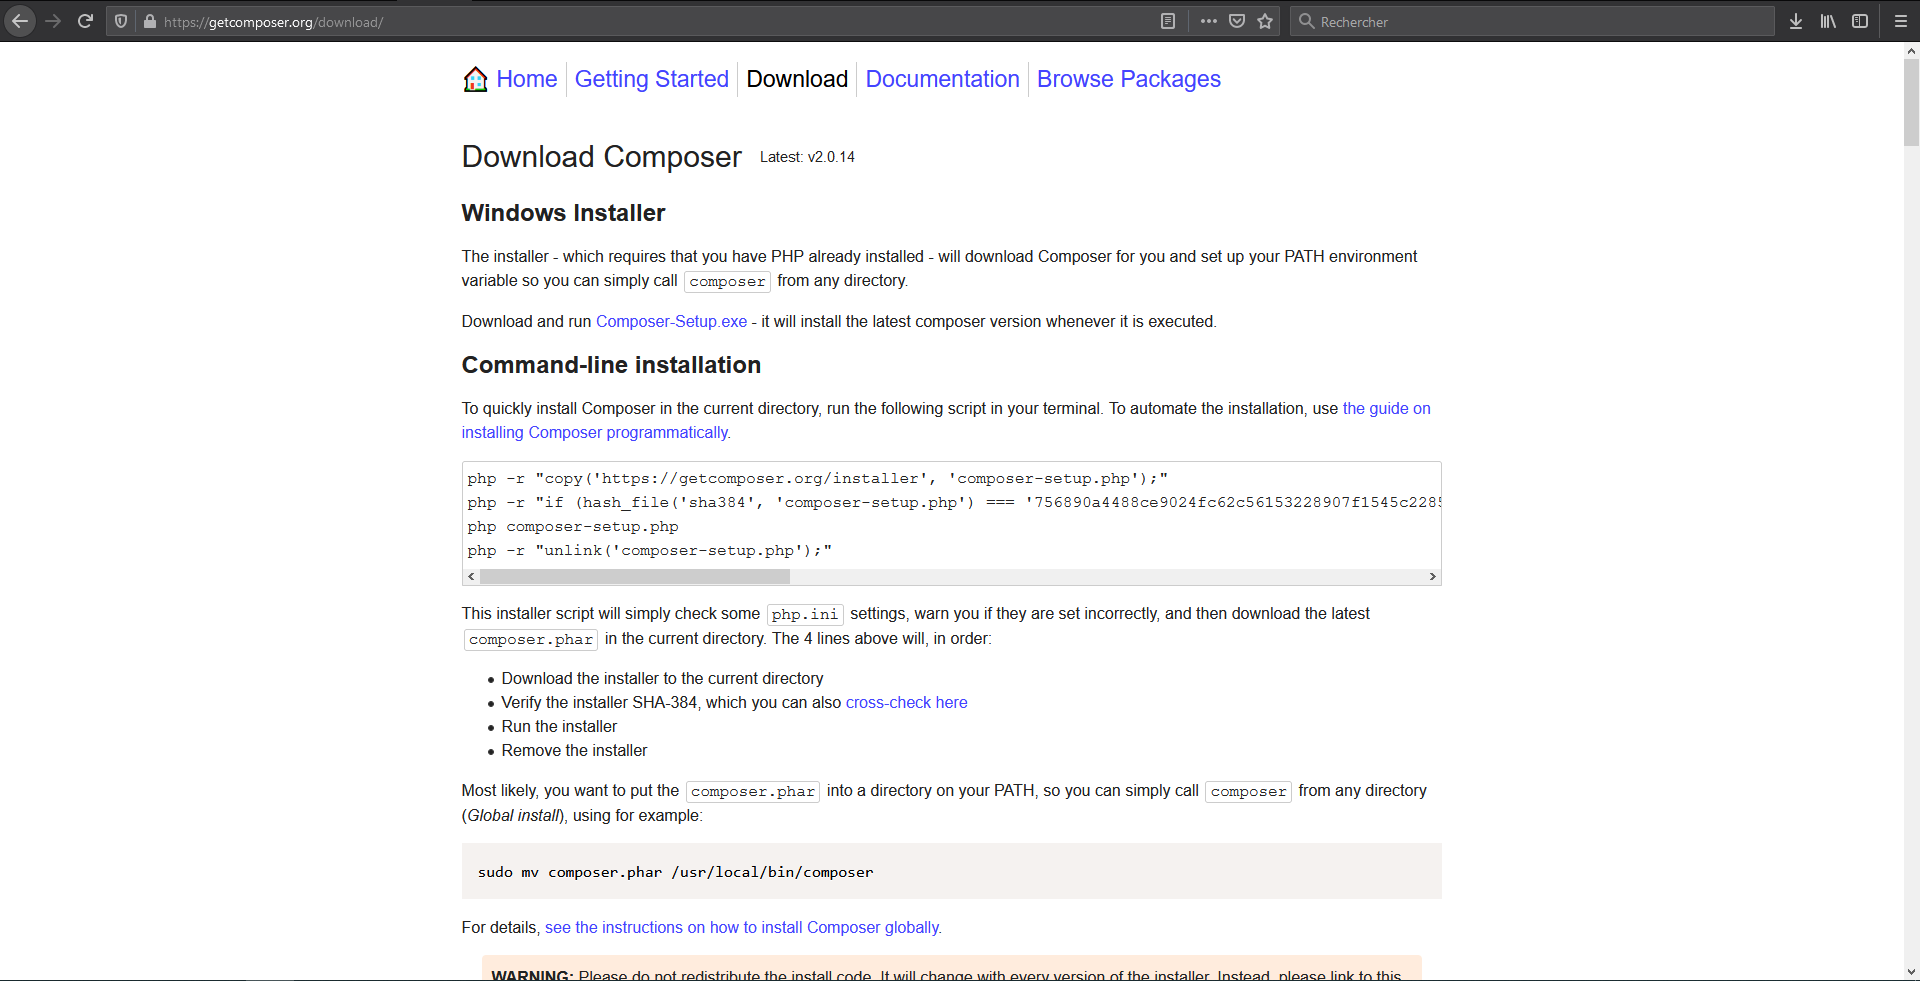 https://getcomposer.org/download/
Rechercher
Home Getting Started Download Documentation Browse Packages
Download Composer Latest: v2.0.14
Windows Installer
The installer - which requires that you have PHP already installed - will download Composer for you and set up your PATH environment
variable so you can simply call composer from any directory.
Download and run Composer-Setup.exe - it will install the latest composer version whenever it is executed.
Command-line installation
To quickly install Composer in the current directory, run the following script in your terminal. To automate the installation, use the guide on
installing Composer programmatically.
php -r "copy('https://getcomposer.org/installer', 'composer-setup.php');"
php -r "if (hash_file('sha384', 'composer-setup.php') === '756890a4488ce9024fc62c56153228907f1545c2285
php composer-setup.php
php -r "unlink('composer-setup.php');"
This installer script will simply check some php.ini settings, warn you if they are set incorrectly, and then download the latest
composer.phar in the current directory. The 4 lines above will, in order:
Download the installer to the current directory
Verify the installer SHA-384, which you can also cross-check here
Run the installer
Remove the installer
Most likely, you want to put the composer.phar into a directory on your PATH, so you can simply call composer from any directory
(Global install), using for example:
sudo mv composer.phar /usr/local/bin/composer
For details, see the instructions on how to install Composer globally.
WARNING: Please do not redistribute the install code. It will change with every version of the installer. Instead, please link to this